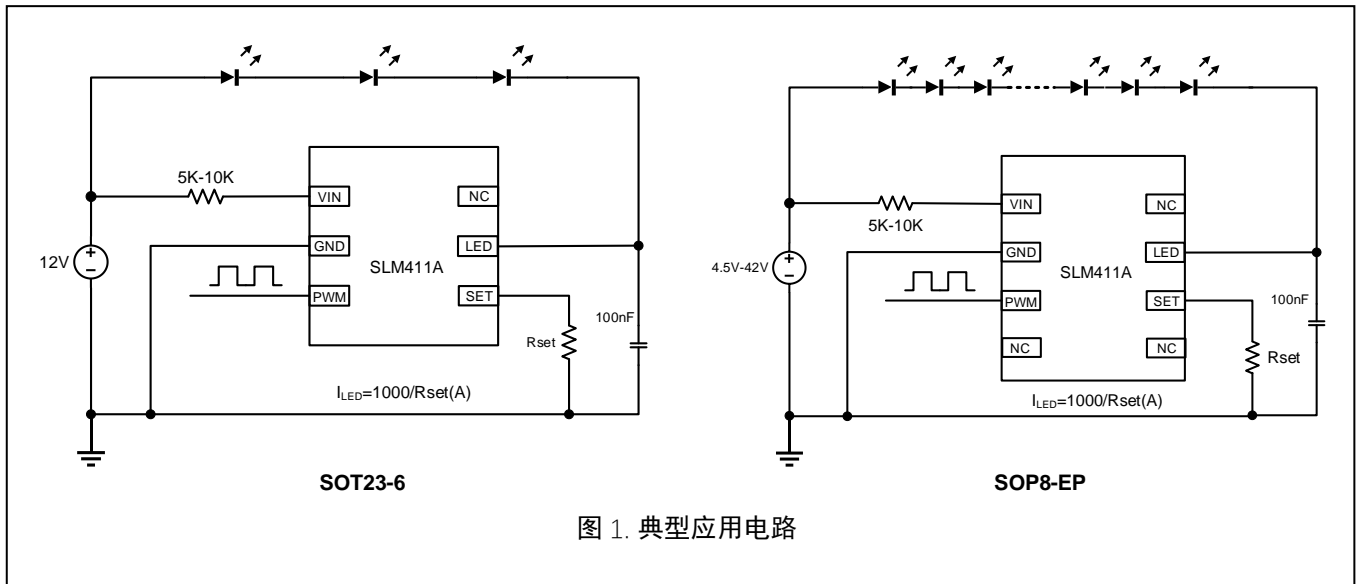 5K-10K
VIN
NC
GND
LED
12V
SLM411A
PWM
SET
100nF
Rset
I_LED=1000/Rset(A)
SOT23-6
VIN
NC
5K-10K
GND
LED
4.5V-42V
SLM411A
PWM
SET
100nF
NC
NC
Rset
I_LED=1000/Rset(A)
SOP8-EP
图 1. 典型应用电路